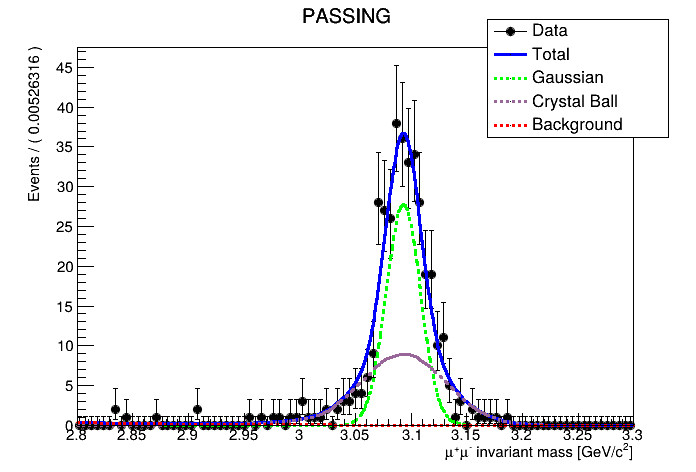 PASSING
Data
Total
Gaussian
Crystal Ball
Background
Events / ( 0.00526316 )
45
40
35
30
25
20
15
10
5
0
2.8 2.85 2.9 2.95 3 3.05 3.1 3.15 3.2 3.25 3.3
μ⁺μ⁻ invariant mass [GeV/c²]